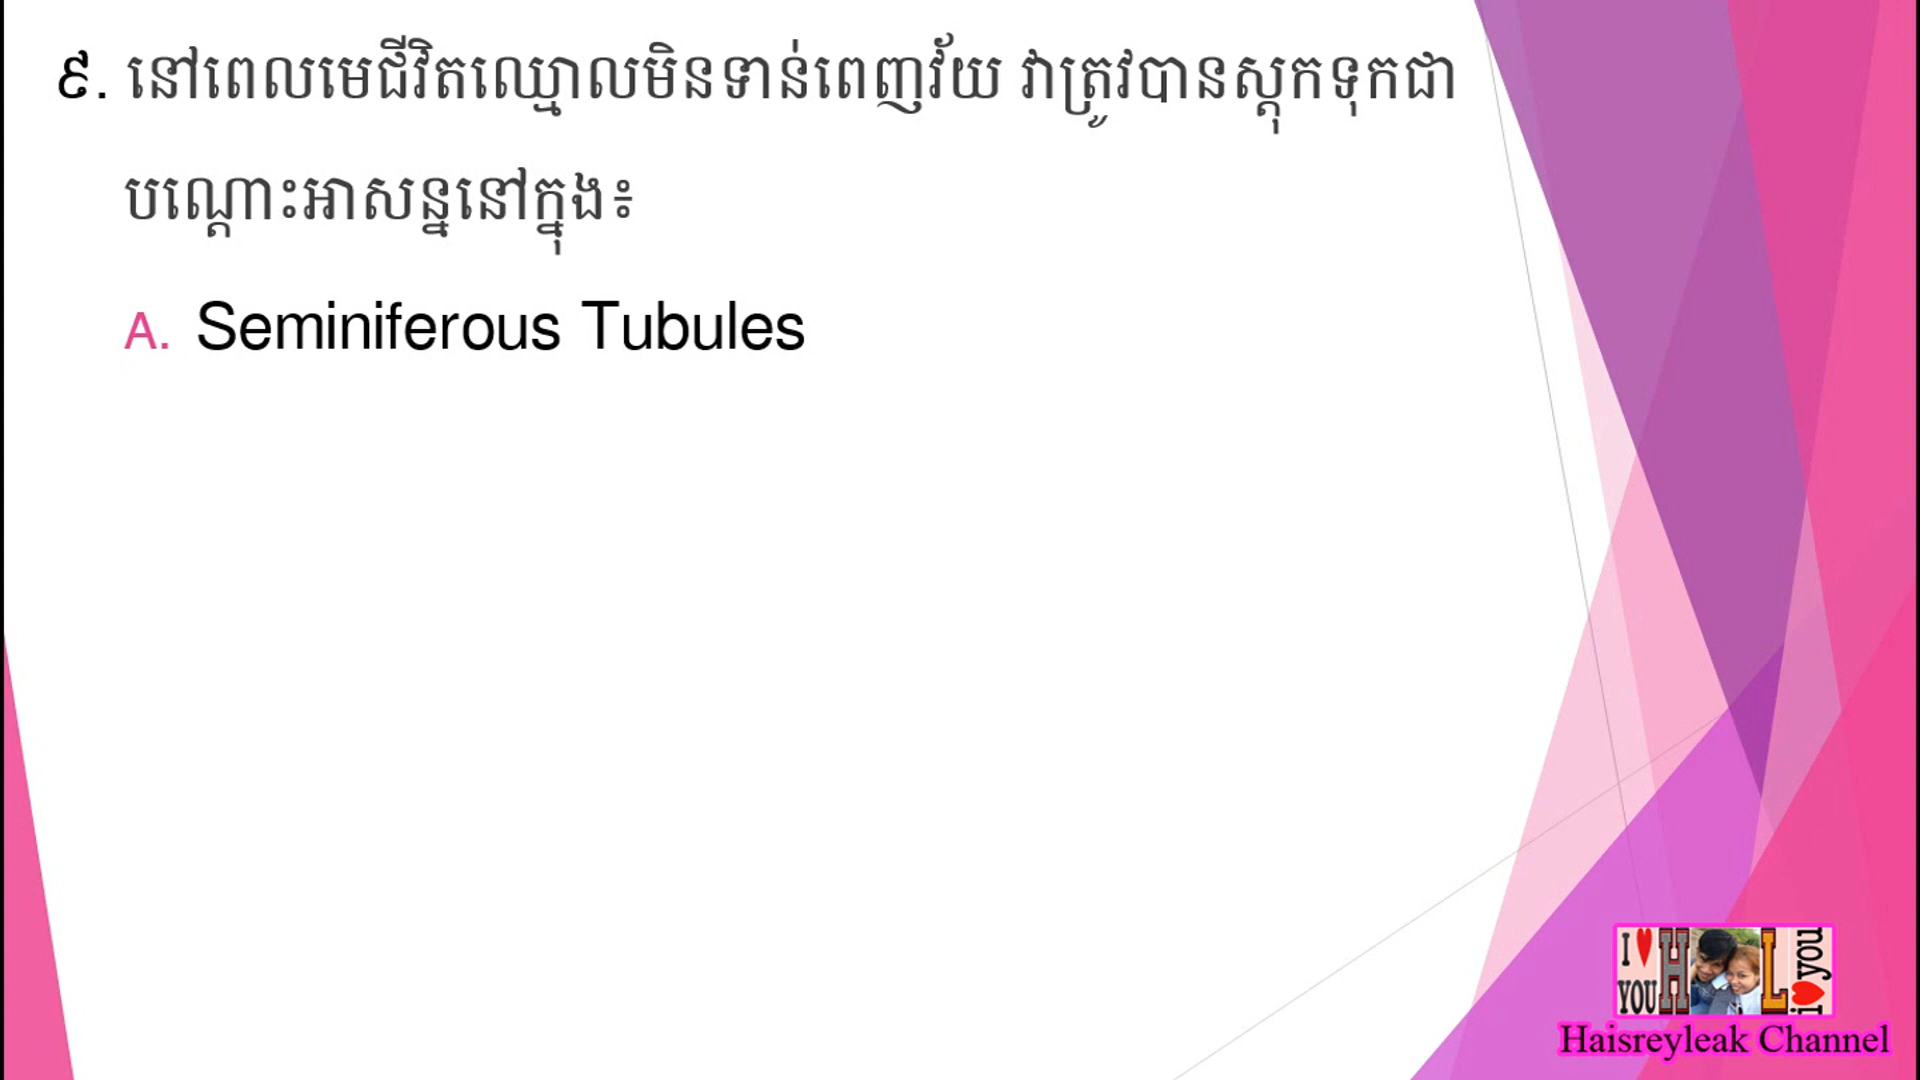 ៩. នៅពេលមេជីវិតឈ្មោលមិនទាន់ពេញវ័យ វាត្រូវបានស្តុកទុកជា
បណ្តោះអាសន្ននៅក្នុង៖
A. Seminiferous Tubules
I ♥ YOU H L i ♥ you
Haisreyleak Channel